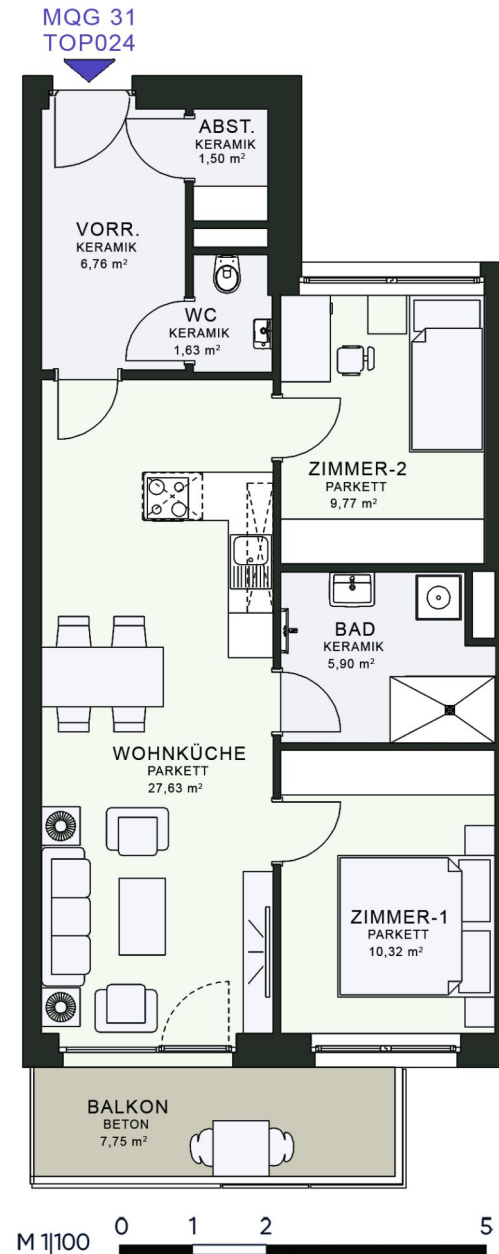 MQG 31
TOP024
ABST.
KERAMIK
1,50 m²
VORR.
KERAMIK
6,76 m²
WC
KERAMIK
1,63 m²
ZIMMER-2
PARKETT
9,77 m²
BAD
KERAMIK
5,90 m²
WOHNKÜCHE
PARKETT
27,63 m²
ZIMMER-1
PARKETT
10,32 m²
BALKON
BETON
7,75 m²
M 1|100 0 1 2 5